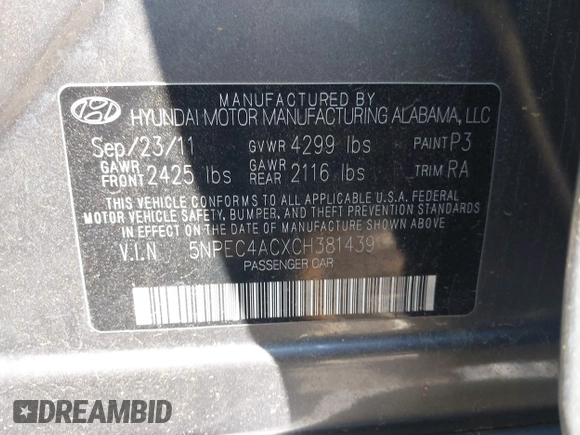 MANUFACTURED BY
HYUNDAI MOTOR MANUFACTURING ALABAMA, LLC
Sep/23/11 GVWR 4299 lbs PAINT P3
GAWR FRONT 2425 lbs GAWR REAR 2116 lbs TRIM RA
THIS VEHICLE CONFORMS TO ALL APPLICABLE U.S.A. FEDERAL
MOTOR VEHICLE SAFETY, BUMPER, AND THEFT PREVENTION STANDARDS
IN EFFECT ON THE DATE OF MANUFACTURE SHOWN ABOVE.
V.I.N 5NPEC4ACXCH381439
PASSENGER CAR
DREAMBID